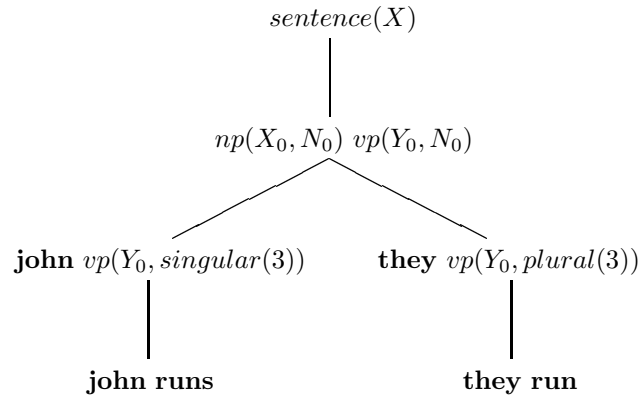 sentence(X)
np(X₀, N₀) vp(Y₀, N₀)
john vp(Y₀, singular(3)) they vp(Y₀, plural(3))
john runs they run